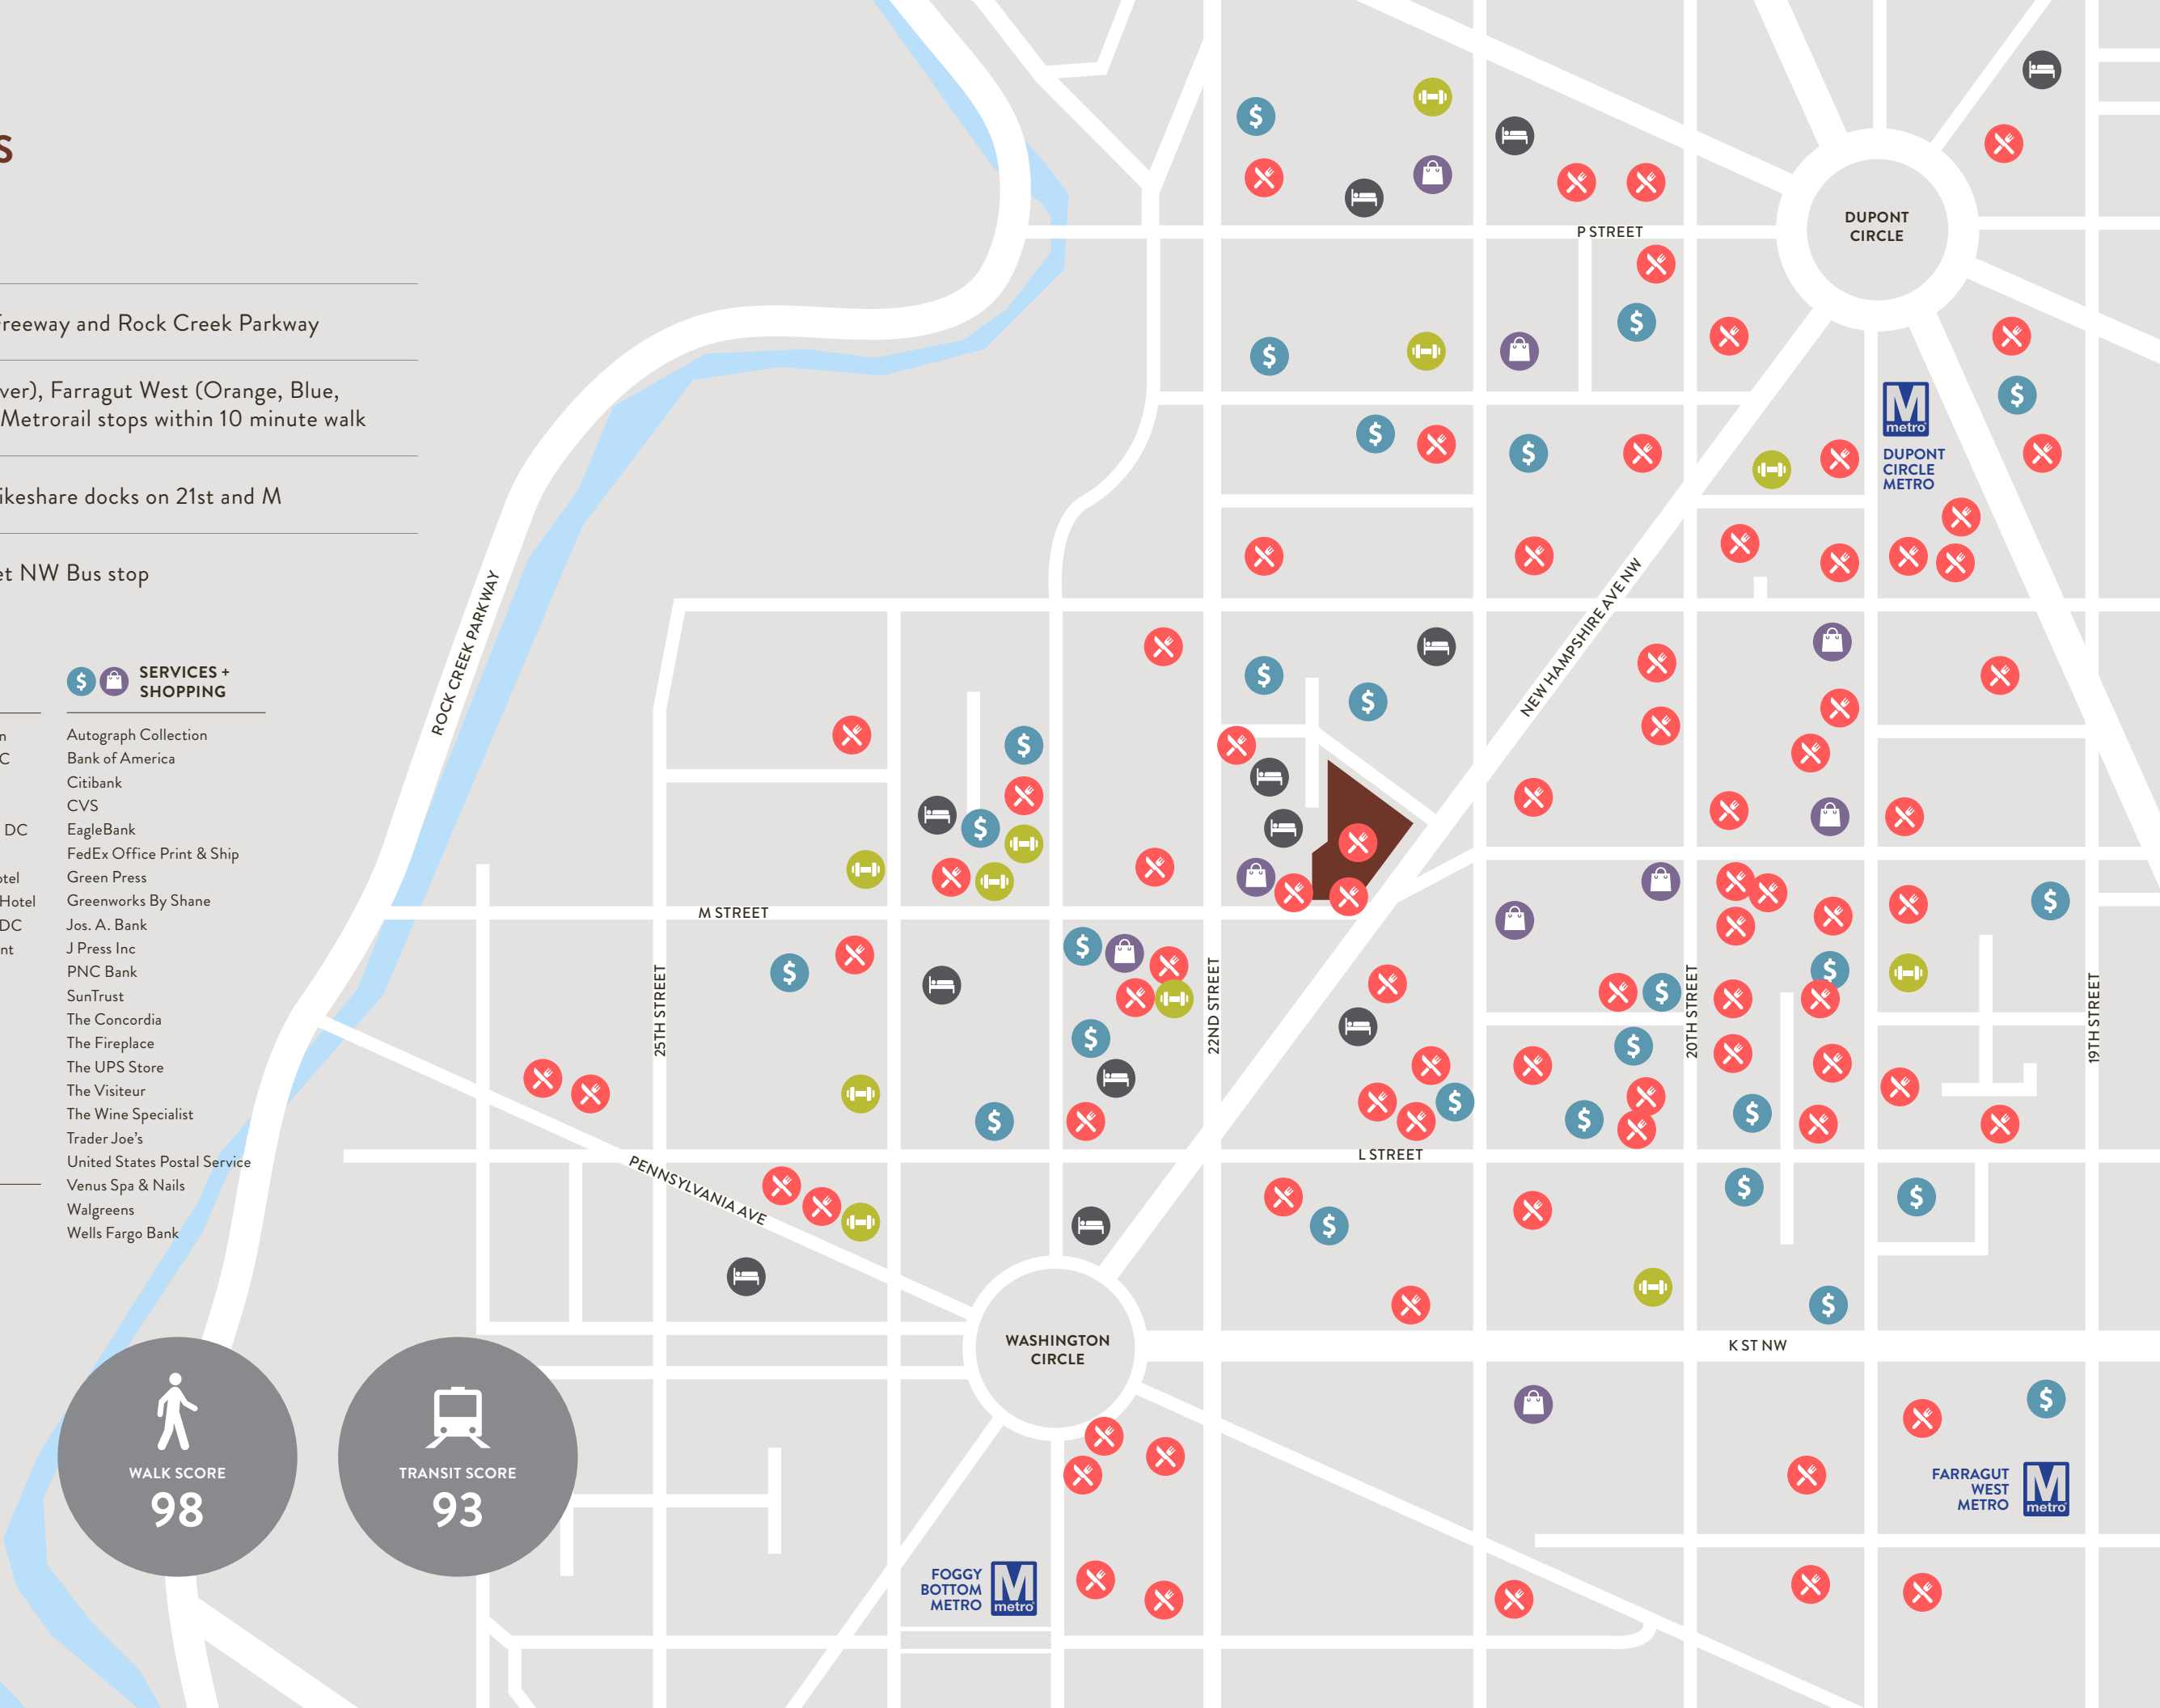 s
Freeway and Rock Creek Parkway
ver), Farragut West (Orange, Blue,
Metrorail stops within 10 minute walk
ikeshare docks on 21st and M
et NW Bus stop
SERVICES +
SHOPPING
n
C
DC
otel
Hotel
DC
nt
Autograph Collection
Bank of America
Citibank
CVS
EagleBank
FedEx Office Print & Ship
Green Press
Greenworks By Shane
Jos. A. Bank
J Press Inc
PNC Bank
SunTrust
The Concordia
The Fireplace
The UPS Store
The Visiteur
The Wine Specialist
Trader Joe's
United States Postal Service
Venus Spa & Nails
Walgreens
Wells Fargo Bank
WALK SCORE
98
TRANSIT SCORE
93
ROCK CREEK PARKWAY
M STREET
25TH STREET
PENNSYLVANIA AVE
22ND STREET
L STREET
WASHINGTON
CIRCLE
FOGGY
BOTTOM
METRO
M
metro
P STREET
DUPONT
CIRCLE
M
metro
DUPONT
CIRCLE
METRO
NEW HAMPSHIRE AVE NW
20TH STREET
19TH STREET
K ST NW
FARRAGUT
WEST
METRO
M
metro